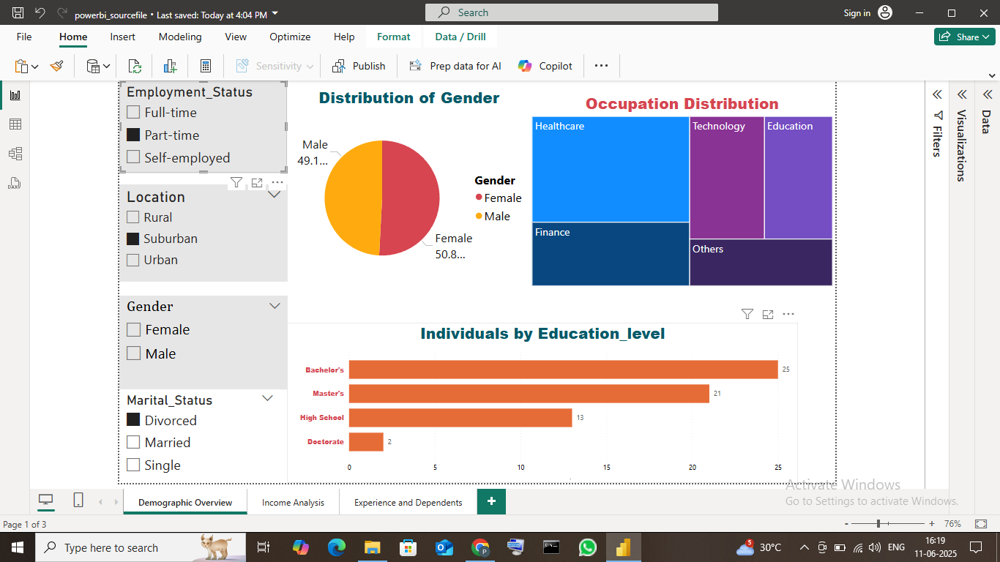 powerbi_sourcefile • Last saved: Today at 4:04 PM
Search
Sign in
File Home Insert Modeling View Optimize Help Format Data / Drill
Share
Sensitivity
Publish
Prep data for AI
Copilot
Employment_Status
Full-time
Part-time
Self-employed
Location
Rural
Suburban
Urban
Gender
Female
Male
Marital_Status
Divorced
Married
Single
Distribution of Gender
Male
49.1...
Female
50.8...
Gender
Female
Male
Occupation Distribution
Healthcare
Technology
Education
Finance
Others
Individuals by Education_level
Bachelor's 25
Master's 21
High School 13
Doctorate 2
0 5 10 15 20 25
Filters
Visualizations
Data
DAX
Activate Windows
Go to Settings to activate Windows.
Demographic Overview
Income Analysis
Experience and Dependents
+
Page 1 of 3
- + 76%
Type here to search
5
30°C
ENG
16:19
11-06-2025